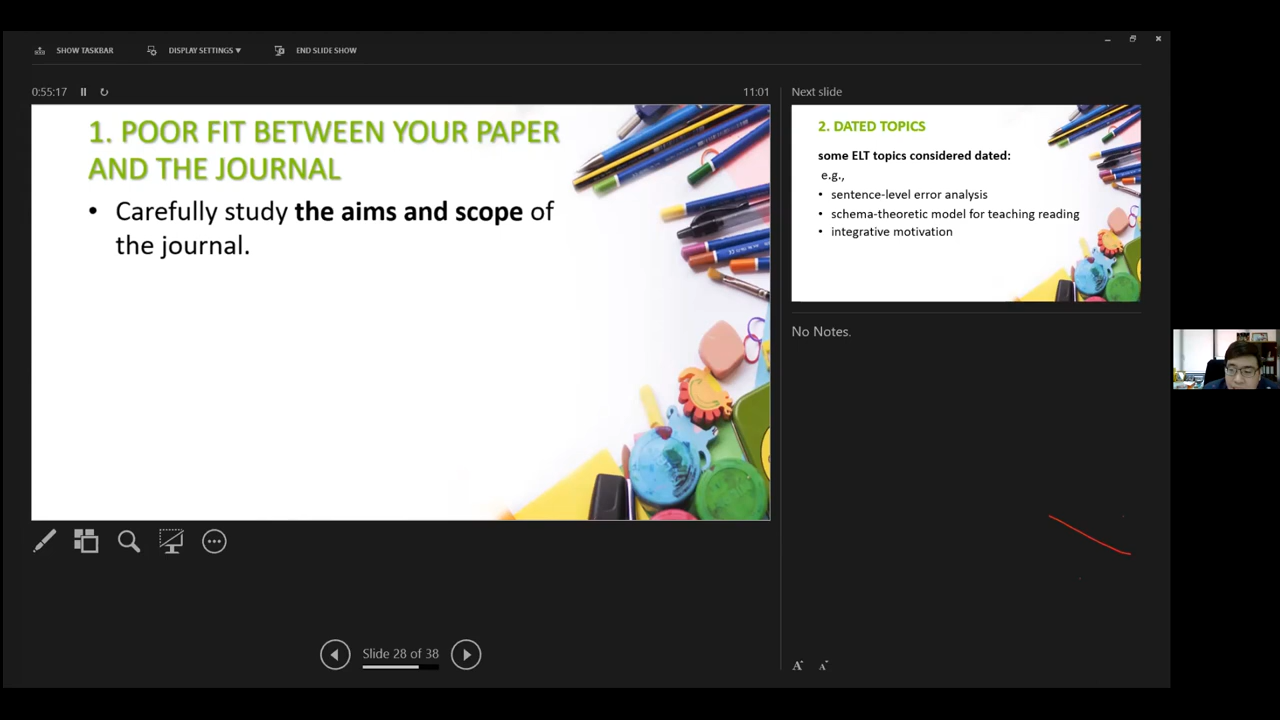 SHOW TASKBAR
DISPLAY SETTINGS ▼
END SLIDE SHOW
0:55:17
11:01
1. POOR FIT BETWEEN YOUR PAPER
AND THE JOURNAL
• Carefully study the aims and scope of
the journal.
Slide 28 of 38
Next slide
2. DATED TOPICS
some ELT topics considered dated:
e.g.,
• sentence-level error analysis
• schema-theoretic model for teaching reading
• integrative motivation
No Notes.
A A